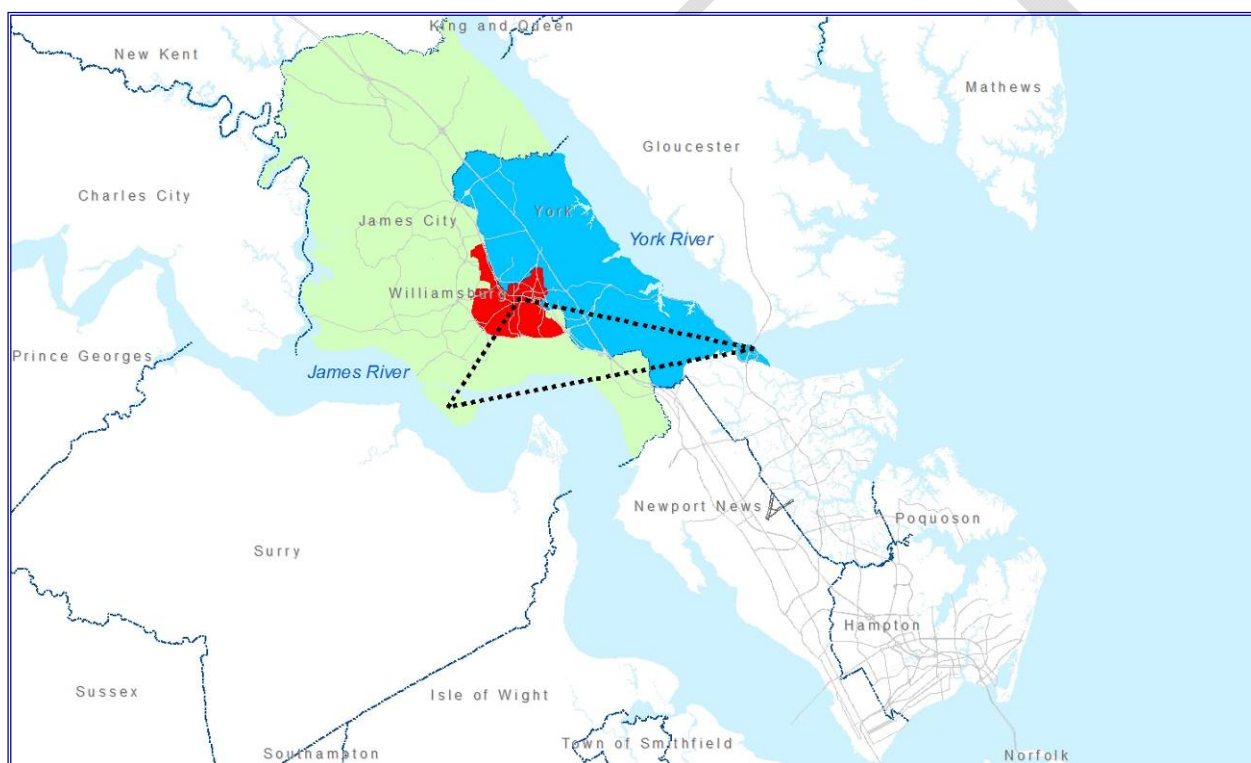 King and Queen
New Kent
Mathews
Gloucester
Charles City
James City
York
York River
Williamsburg
Prince Georges
James River
Newport News
Poquoson
Surry
Hampton
Sussex
Isle of Wight
Southampton
Town of Smithfield
Norfolk